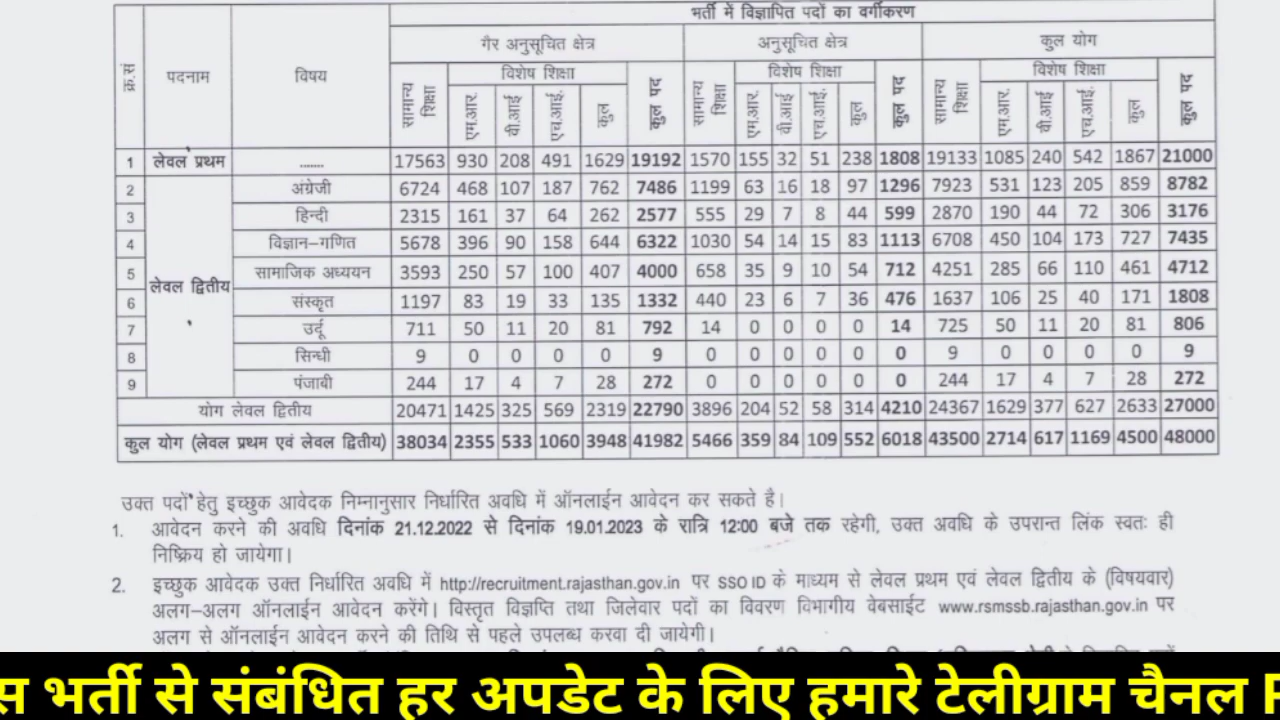 भर्ती में विज्ञापित पदों का वर्गीकरण
गैर अनुसूचित क्षेत्र अनुसूचित क्षेत्र कुल योग
क्र.सं पदनाम विषय सामान्य शिक्षा विशेष शिक्षा कुल पद सामान्य शिक्षा विशेष शिक्षा कुल पद सामान्य शिक्षा विशेष शिक्षा कुल पद
एम.आर. वी.आई एच.आई. कुल एम.आर. वी.आई एच.आई. कुल एम.आर. वी.आई एच.आई. कुल
1 लेवल प्रथम ........ 17563 930 208 491 1629 19192 1570 155 32 51 238 1808 19133 1085 240 542 1867 21000
2 अंग्रेजी 6724 468 107 187 762 7486 1199 63 16 18 97 1296 7923 531 123 205 859 8782
3 हिन्दी 2315 161 37 64 262 2577 555 29 7 8 44 599 2870 190 44 72 306 3176
4 विज्ञान–गणित 5678 396 90 158 644 6322 1030 54 14 15 83 1113 6708 450 104 173 727 7435
5 लेवल द्वितीय सामाजिक अध्ययन 3593 250 57 100 407 4000 658 35 9 10 54 712 4251 285 66 110 461 4712
6 संस्कृत 1197 83 19 33 135 1332 440 23 6 7 36 476 1637 106 25 40 171 1808
7 उर्दू 711 50 11 20 81 792 14 0 0 0 0 14 725 50 11 20 81 806
8 सिन्धी 9 0 0 0 0 9 0 0 0 0 0 0 9 0 0 0 0 9
9 पंजाबी 244 17 4 7 28 272 0 0 0 0 0 0 244 17 4 7 28 272
योग लेवल द्वितीय 20471 1425 325 569 2319 22790 3896 204 52 58 314 4210 24367 1629 377 627 2633 27000
कुल योग (लेवल प्रथम एवं लेवल द्वितीय) 38034 2355 533 1060 3948 41982 5466 359 84 109 552 6018 43500 2714 617 1169 4500 48000
उक्त पदों हेतु इच्छुक आवेदक निम्नानुसार निर्धारित अवधि में ऑनलाईन आवेदन कर सकते है।
1. आवेदन करने की अवधि दिनांक 21.12.2022 से दिनांक 19.01.2023 के रात्रि 12:00 बजे तक रहेगी, उक्त अवधि के उपरान्त लिंक स्वतः ही
निष्क्रिय हो जायेगा।
2. इच्छुक आवेदक उक्त निर्धारित अवधि में http://recruitment.rajasthan.gov.in पर SSO ID के माध्यम से लेवल प्रथम एवं लेवल द्वितीय के (विषयवार)
अलग–अलग ऑनलाईन आवेदन करेंगे। विस्तृत विज्ञप्ति तथा जिलेवार पदों का विवरण विभागीय वेबसाईट www.rsmssb.rajasthan.gov.in पर
अलग से ऑनलाईन आवेदन करने की तिथि से पहले उपलब्ध करवा दी जायेगी।
स भर्ती से संबंधित हर अपडेट के लिए हमारे टेलीग्राम चैनल